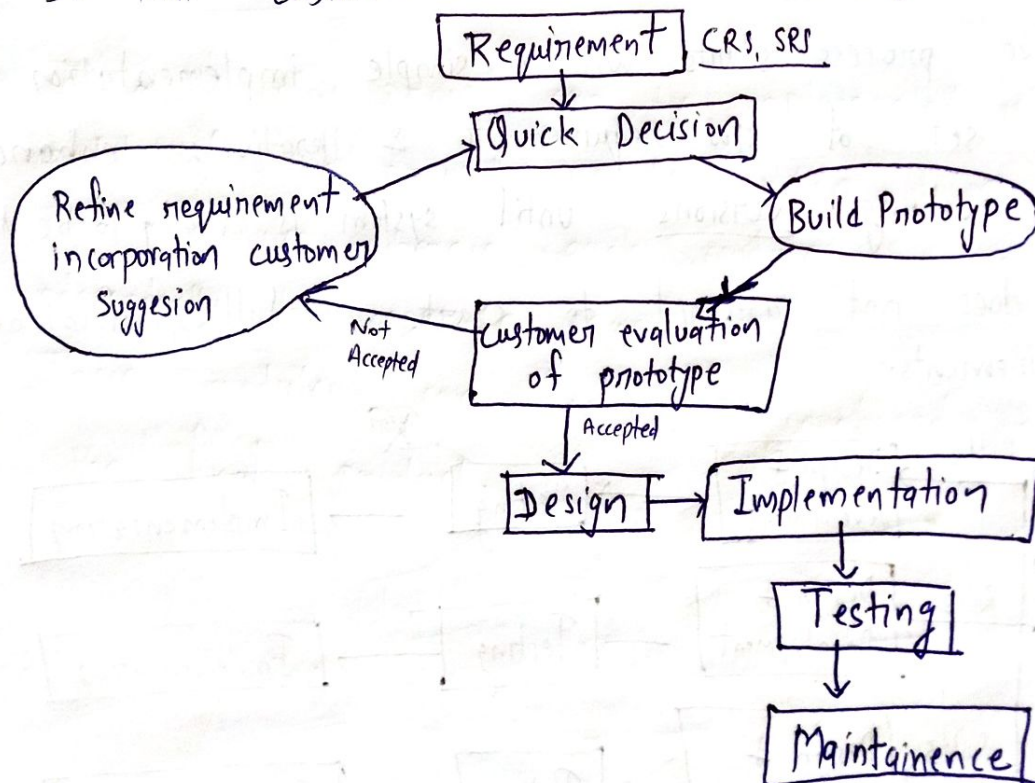 Requirement CRS, SRS
Quick Decision
Build Prototype
Refine requirement
incorporation customer
suggesion
Not
Accepted
customer evaluation
of prototype
Accepted
Design
Implementation
Testing
Maintainence